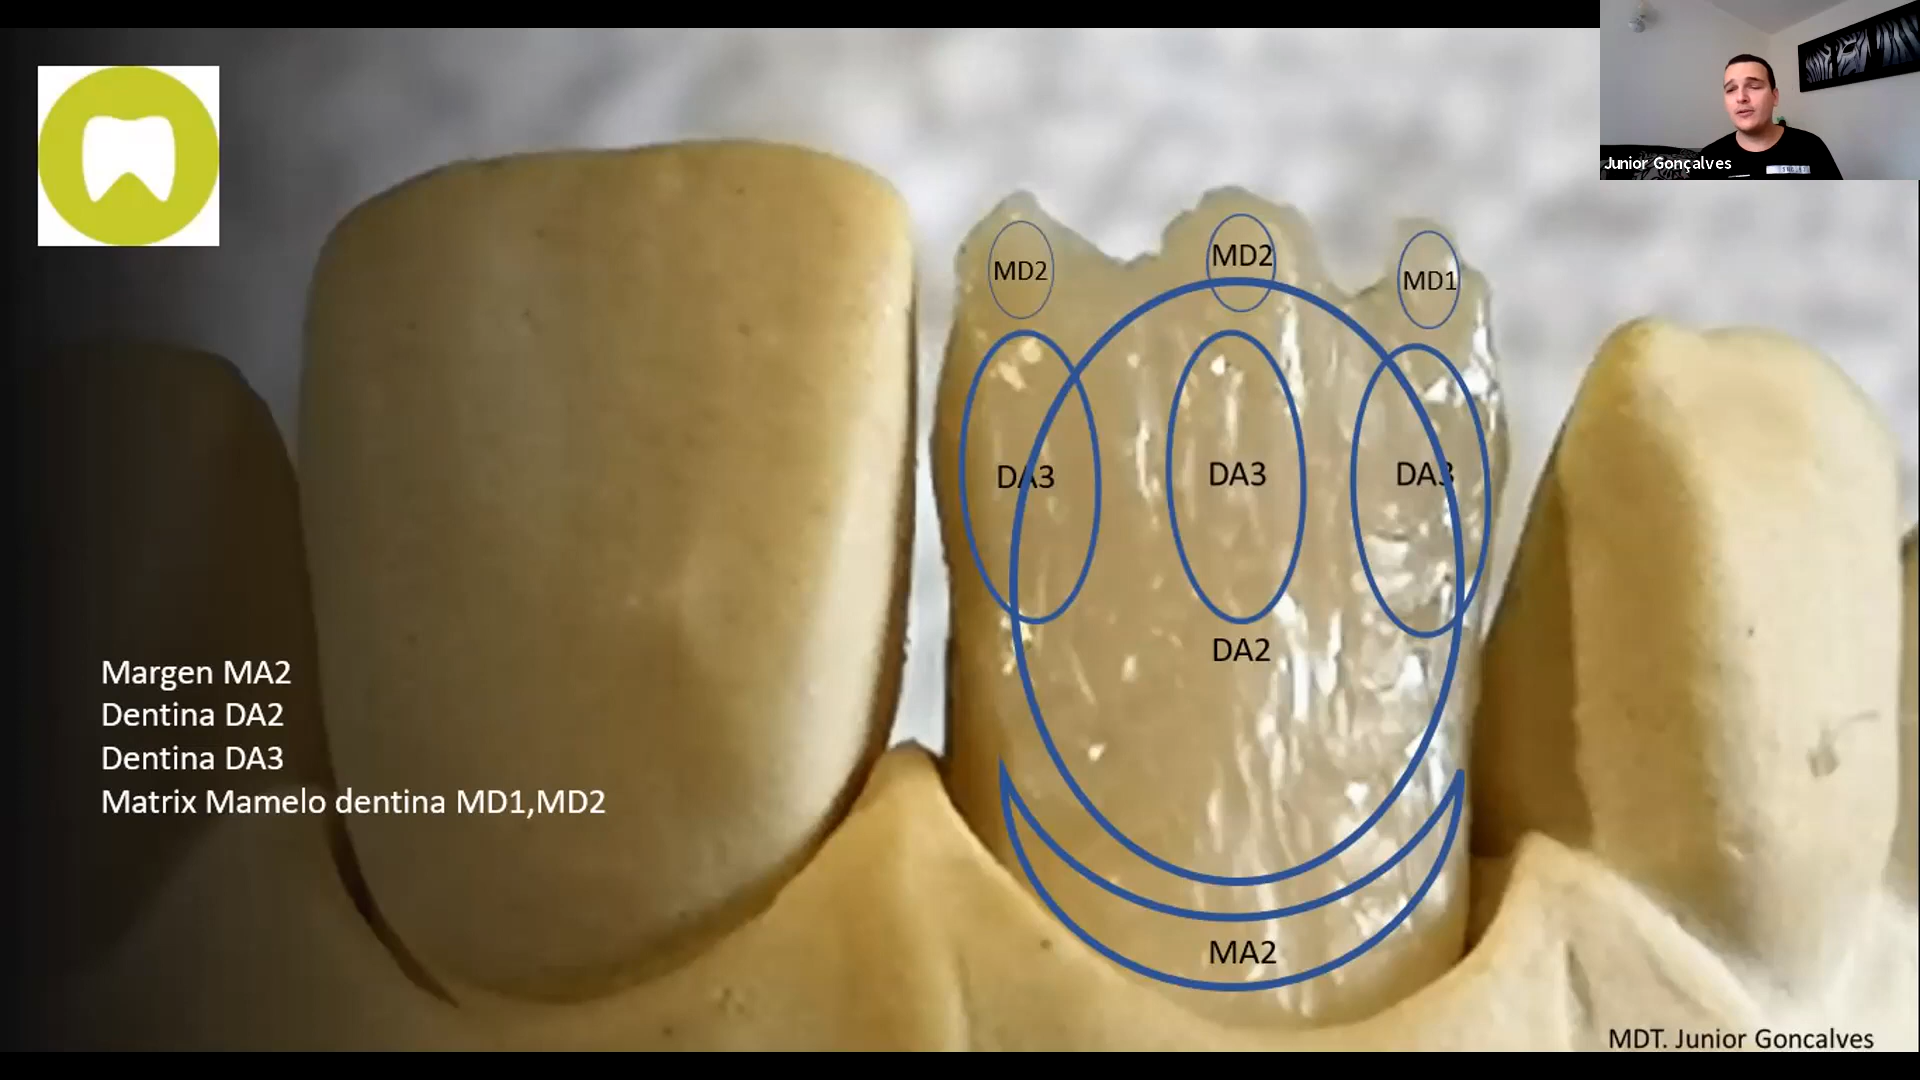 Junior Gonçalves
MD2
MD2
MD1
DA3
DA3
DA3
DA2
Margen MA2
Dentina DA2
Dentina DA3
Matrix Mamelo dentina MD1,MD2
MA2
MDT. Junior Goncalves